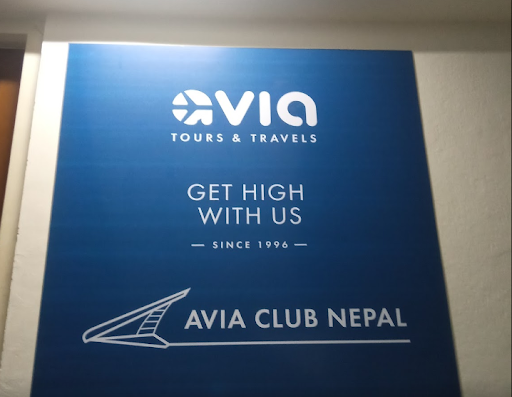 avia
TOURS & TRAVELS
GET HIGH
WITH US
— SINCE 1996 —
AVIA CLUB NEPAL